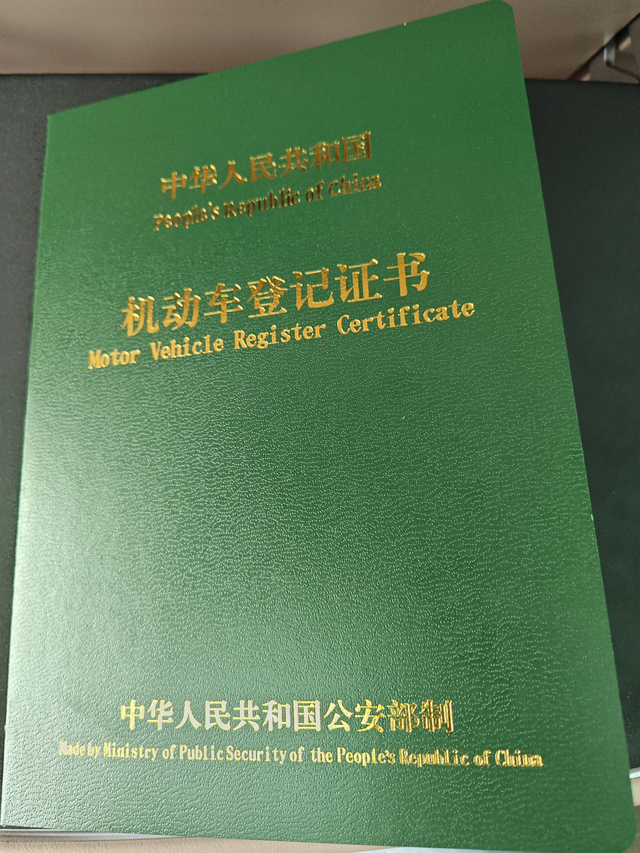 中华人民共和国
People's Republic of China
机动车登记证书
Motor Vehicle Register Certificate
中华人民共和国公安部制
Made by Ministry of Public Security of the People's Republic of China